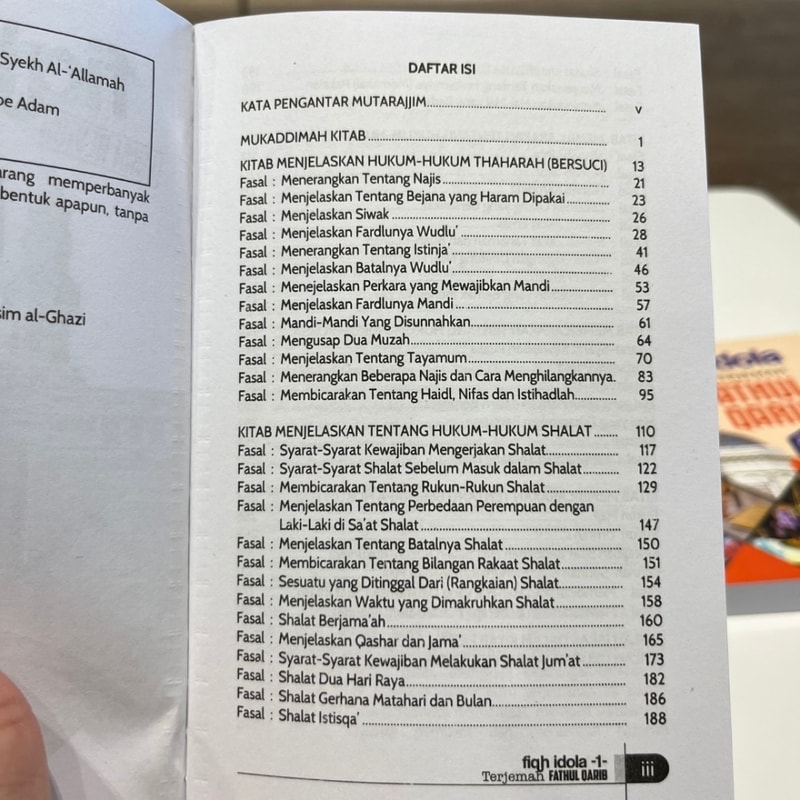 Syekh Al-'Allamah
be Adam
arang memperbanyak
bentuk apapun, tanpa
sim al-Ghazi
DAFTAR ISI
KATA PENGANTAR MUTARAJJIM.......... v
MUKADDIMAH KITAB.......... 1
KITAB MENJELASKAN HUKUM-HUKUM THAHARAH (BERSUCI) 13
Fasal : Menerangkan Tentang Najis.......... 21
Fasal : Menjelaskan Tentang Bejana yang Haram Dipakai.......... 23
Fasal : Menjelaskan Siwak.......... 26
Fasal : Menjelaskan Fardlunya Wudlu'.......... 28
Fasal : Menerangkan Tentang Istinja'.......... 41
Fasal : Menjelaskan Batalnya Wudlu'.......... 46
Fasal : Menejelaskan Perkara yang Mewajibkan Mandi.......... 53
Fasal : Menjelaskan Fardlunya Mandi.......... 57
Fasal : Mandi-Mandi Yang Disunnahkan.......... 61
Fasal : Mengusap Dua Muzah.......... 64
Fasal : Menjelaskan Tentang Tayamum.......... 70
Fasal : Menerangkan Beberapa Najis dan Cara Menghilangkannya. 83
Fasal : Membicarakan Tentang Haidl, Nifas dan Istihadlah.......... 95
KITAB MENJELASKAN TENTANG HUKUM-HUKUM SHALAT ........ 110
Fasal : Syarat-Syarat Kewajiban Mengerjakan Shalat.......... 117
Fasal : Syarat-Syarat Shalat Sebelum Masuk dalam Shalat.......... 122
Fasal : Membicarakan Tentang Rukun-Rukun Shalat.......... 129
Fasal : Menjelaskan Tentang Perbedaan Perempuan dengan
Laki-Laki di Sa'at Shalat.......... 147
Fasal : Menjelaskan Tentang Batalnya Shalat.......... 150
Fasal : Membicarakan Tentang Bilangan Rakaat Shalat.......... 151
Fasal : Sesuatu yang Ditinggal Dari (Rangkaian) Shalat.......... 154
Fasal : Menjelaskan Waktu yang Dimakruhkan Shalat.......... 158
Fasal : Shalat Berjama'ah.......... 160
Fasal : Menjelaskan Qashar dan Jama'.......... 165
Fasal : Syarat-Syarat Kewajiban Melakukan Shalat Jum'at.......... 173
Fasal : Shalat Dua Hari Raya.......... 182
Fasal : Shalat Gerhana Matahari dan Bulan.......... 186
Fasal : Shalat Istisqa'.......... 188
fiqh idola -1-
Terjemah FATHUL QARIB iii